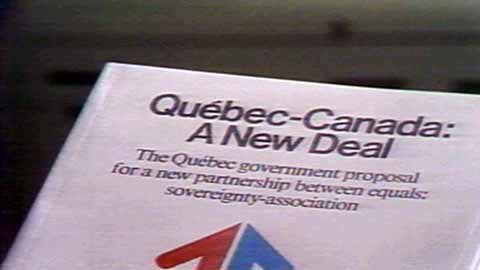 Québec-Canada:
A New Deal
The Québec government proposal
for a new partnership between equals:
sovereignty-association